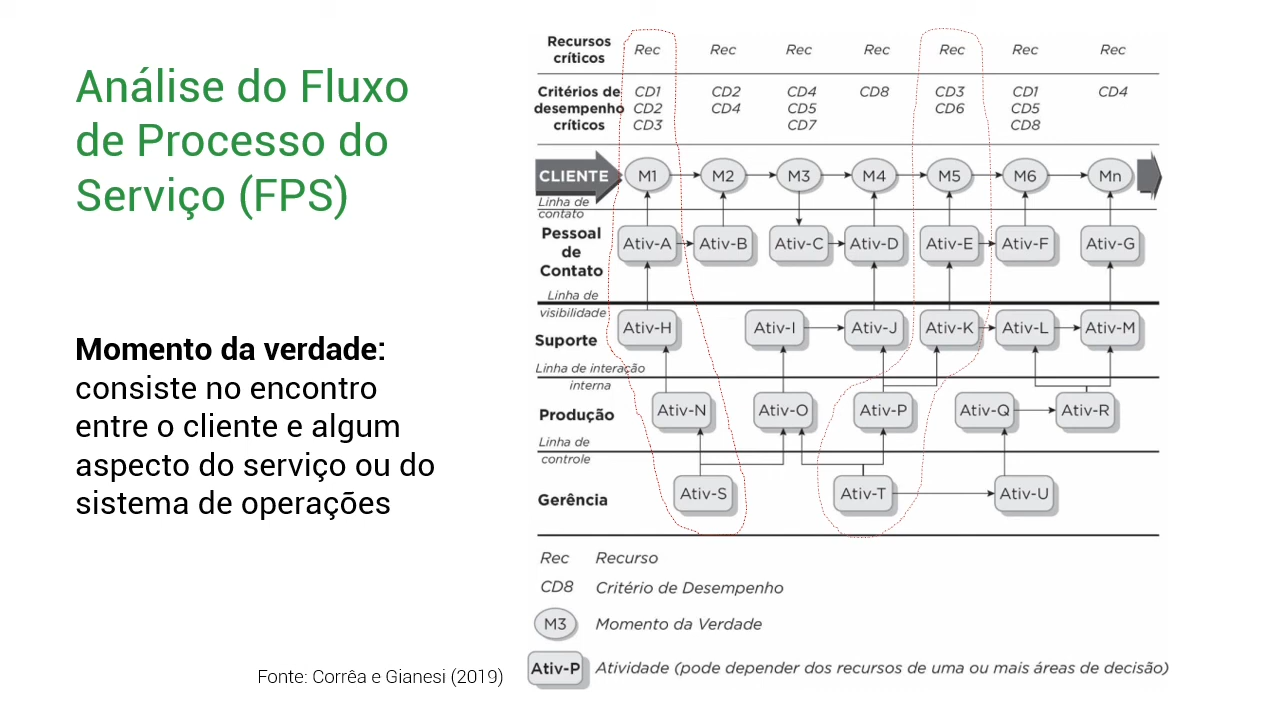 Análise do Fluxo
de Processo do
Serviço (FPS)
Momento da verdade:
consiste no encontro
entre o cliente e algum
aspecto do serviço ou do
sistema de operações
Fonte: Corrêa e Gianesi (2019)
Recursos
críticos
Rec Rec Rec Rec Rec Rec Rec
Critérios de
desempenho
críticos
CD1 CD2 CD4 CD8 CD3 CD1 CD4
CD2 CD4 CD5 CD6 CD5
CD3 CD7 CD8
CLIENTE M1 M2 M3 M4 M5 M6 Mn
Linha de
contato
Pessoal
de
Contato
Ativ-A Ativ-B Ativ-C Ativ-D Ativ-E Ativ-F Ativ-G
Linha de
visibilidade
Suporte
Ativ-H Ativ-I Ativ-J Ativ-K Ativ-L Ativ-M
Linha de interação
interna
Produção
Ativ-N Ativ-O Ativ-P Ativ-Q Ativ-R
Linha de
controle
Gerência
Ativ-S Ativ-T Ativ-U
Rec Recurso
CD8 Critério de Desempenho
M3 Momento da Verdade
Ativ-P Atividade (pode depender dos recursos de uma ou mais áreas de decisão)